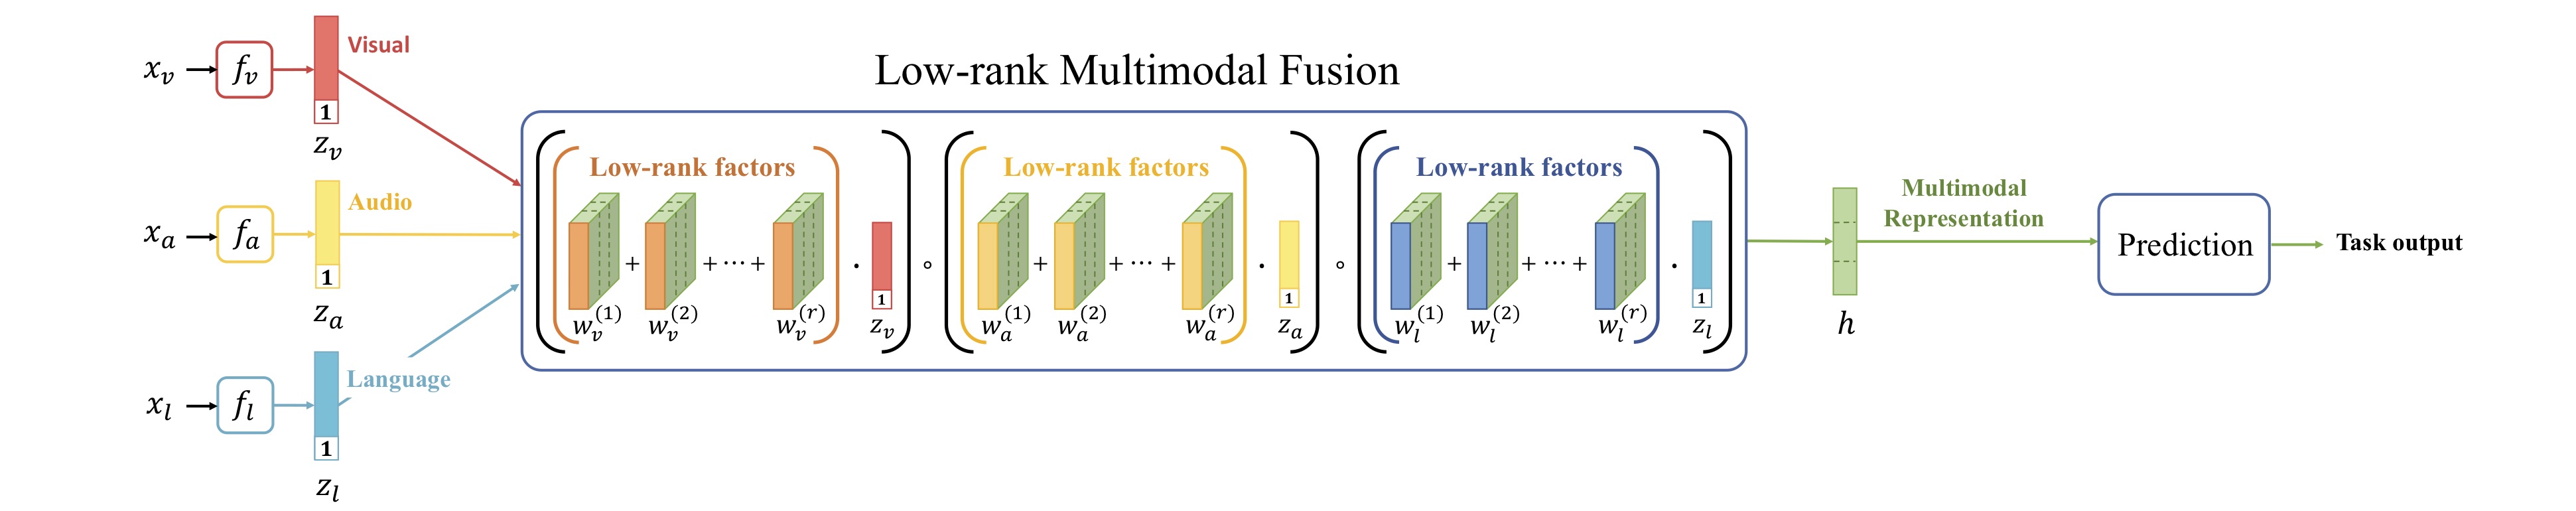 Low-rank Multimodal Fusion
x_v → f_v
Visual
1
z_v
x_a → f_a
Audio
1
z_a
x_l → f_l
Language
1
z_l
Low-rank factors
w_v^(1) + w_v^(2) + ⋯ + w_v^(r) · z_v
1
∘
Low-rank factors
w_a^(1) + w_a^(2) + ⋯ + w_a^(r) · z_a
1
∘
Low-rank factors
w_l^(1) + w_l^(2) + ⋯ + w_l^(r) · z_l
1
h
Multimodal
Representation
Prediction
Task output